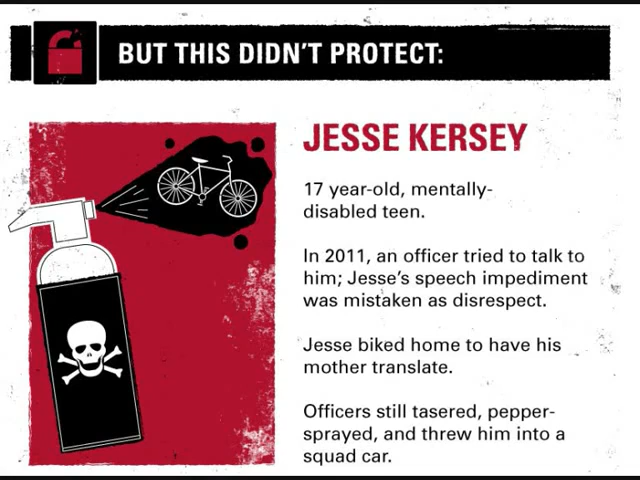 BUT THIS DIDN'T PROTECT:
JESSE KERSEY
17 year-old, mentally-
disabled teen.
In 2011, an officer tried to talk to
him; Jesse's speech impediment
was mistaken as disrespect.
Jesse biked home to have his
mother translate.
Officers still tasered, pepper-
sprayed, and threw him into a
squad car.